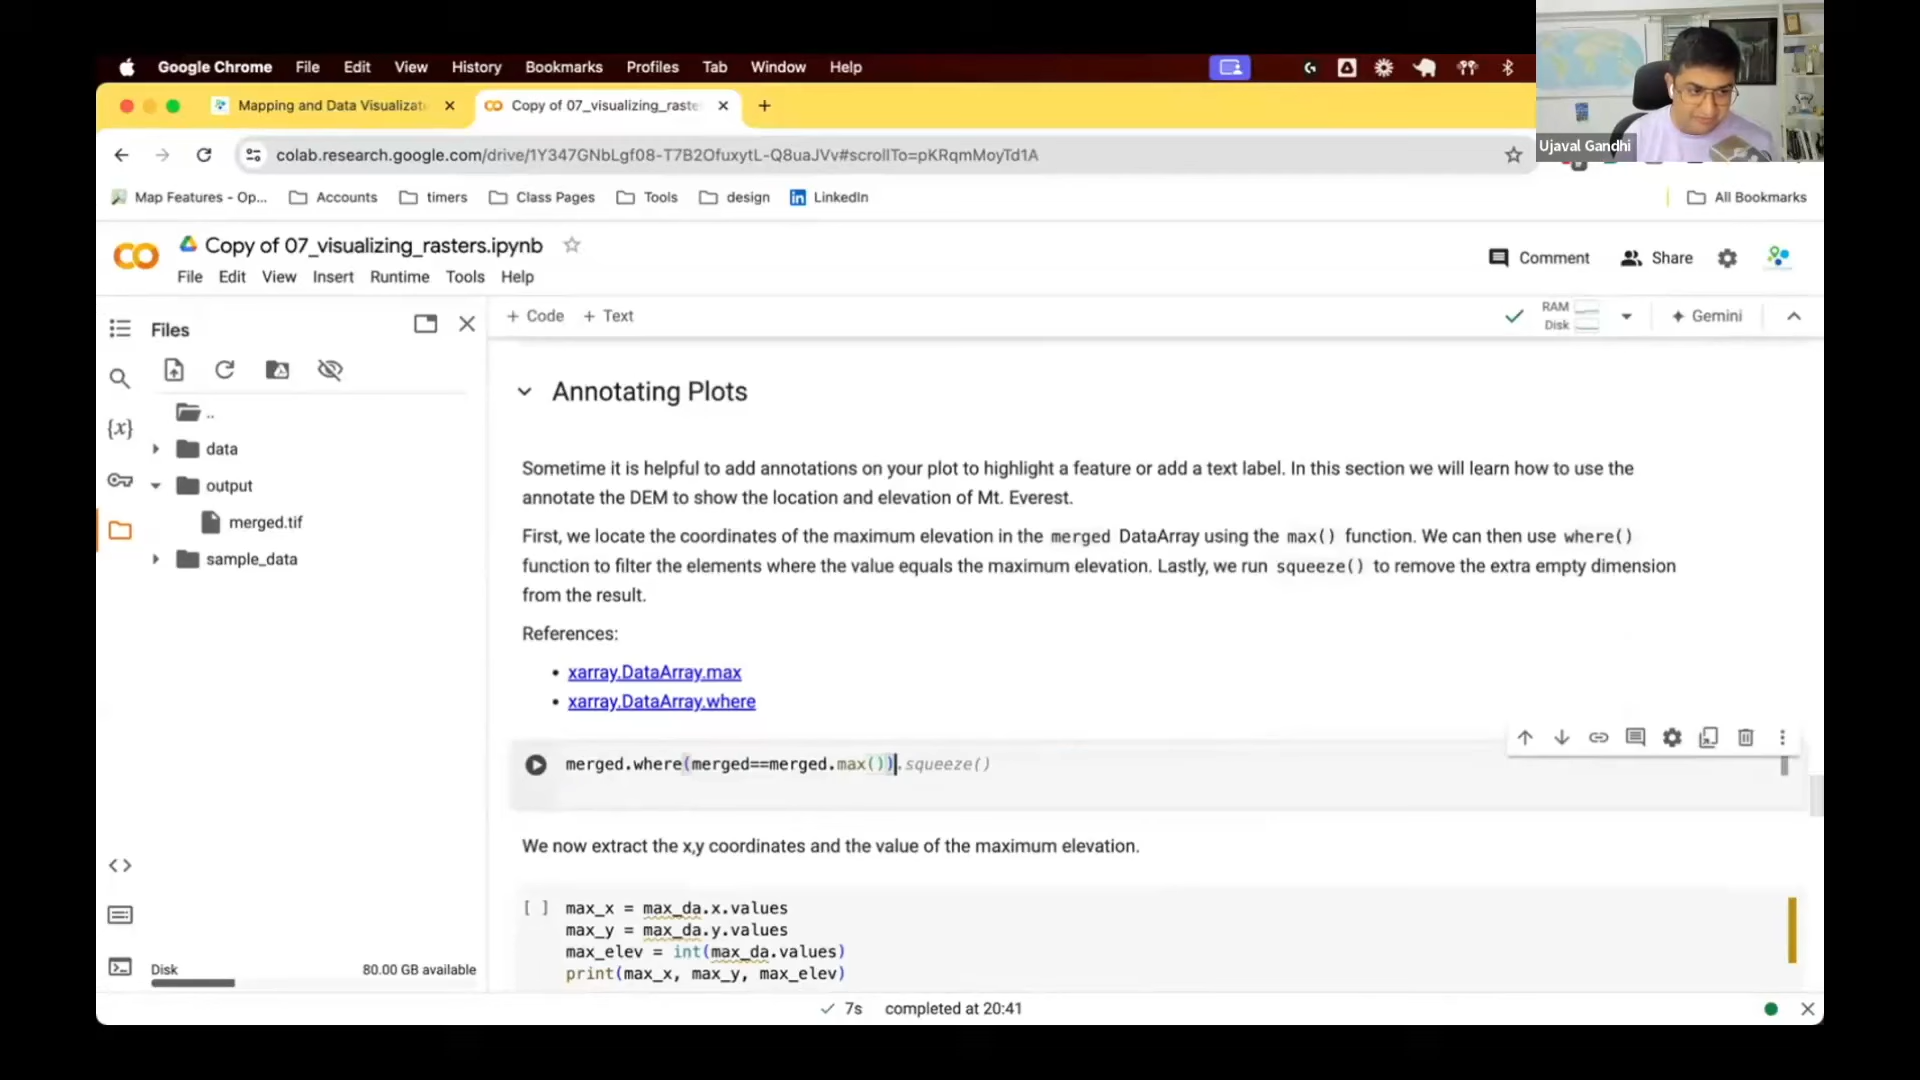 Google Chrome File Edit View History Bookmarks Profiles Tab Window Help
Mapping and Data Visualizat
Copy of 07_visualizing_raste
Ujaval Gandhi
colab.research.google.com/drive/1Y347GNbLgf08-T7B2OfuxytL-Q8uaJVv#scrollTo=pKRqmMoyTd1A
Map Features - Op... Accounts timers Class Pages Tools design LinkedIn All Bookmarks
Copy of 07_visualizing_rasters.ipynb
Comment Share
File Edit View Insert Runtime Tools Help
Files
+ Code + Text
RAM
Disk
Gemini
..
data
output
merged.tif
sample_data
{x}
Disk 80.00 GB available
Annotating Plots
Sometime it is helpful to add annotations on your plot to highlight a feature or add a text label. In this section we will learn how to use the
annotate the DEM to show the location and elevation of Mt. Everest.
First, we locate the coordinates of the maximum elevation in the merged DataArray using the max() function. We can then use where()
function to filter the elements where the value equals the maximum elevation. Lastly, we run squeeze() to remove the extra empty dimension
from the result.
References:
• xarray.DataArray.max
• xarray.DataArray.where
merged.where(merged==merged.max()).squeeze()
We now extract the x,y coordinates and the value of the maximum elevation.
[ ] max_x = max_da.x.values
max_y = max_da.y.values
max_elev = int(max_da.values)
print(max_x, max_y, max_elev)
7s completed at 20:41